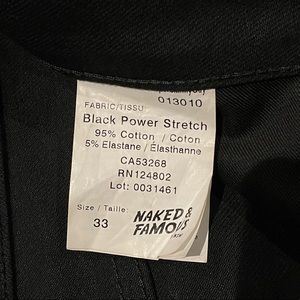 013010
FABRIC/TISSU
Black Power Stretch
95% Cotton / Coton
5% Elastane / Élasthanne
CA53268
RN124802
Lot: 0031461
Size / Taille:
33
NAKED &
FAMOUS